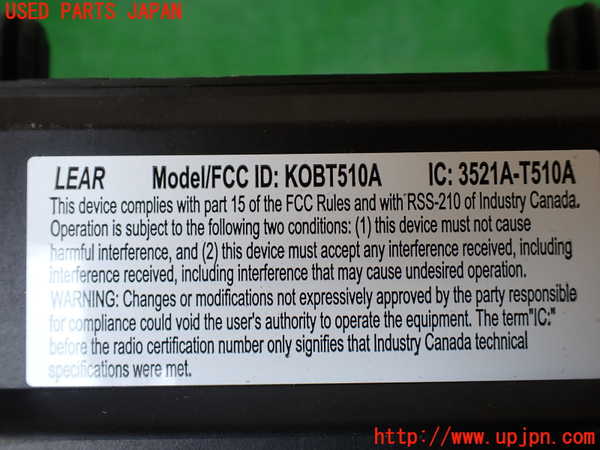 USED PARTS JAPAN
LEAR Model/FCC ID: KOBT510A IC: 3521A-T510A
This device complies with part 15 of the FCC Rules and with RSS-210 of Industry Canada.
Operation is subject to the following two conditions: (1) this device must not cause
harmful interference, and (2) this device must accept any interference received, including
interference received, including interference that may cause undesired operation.
WARNING: Changes or modifications not expressively approved by the party responsible
for compliance could void the user's authority to operate the equipment. The term"IC:"
before the radio certification number only signifies that Industry Canada technical
specifications were met.
http://www.upjpn.com/